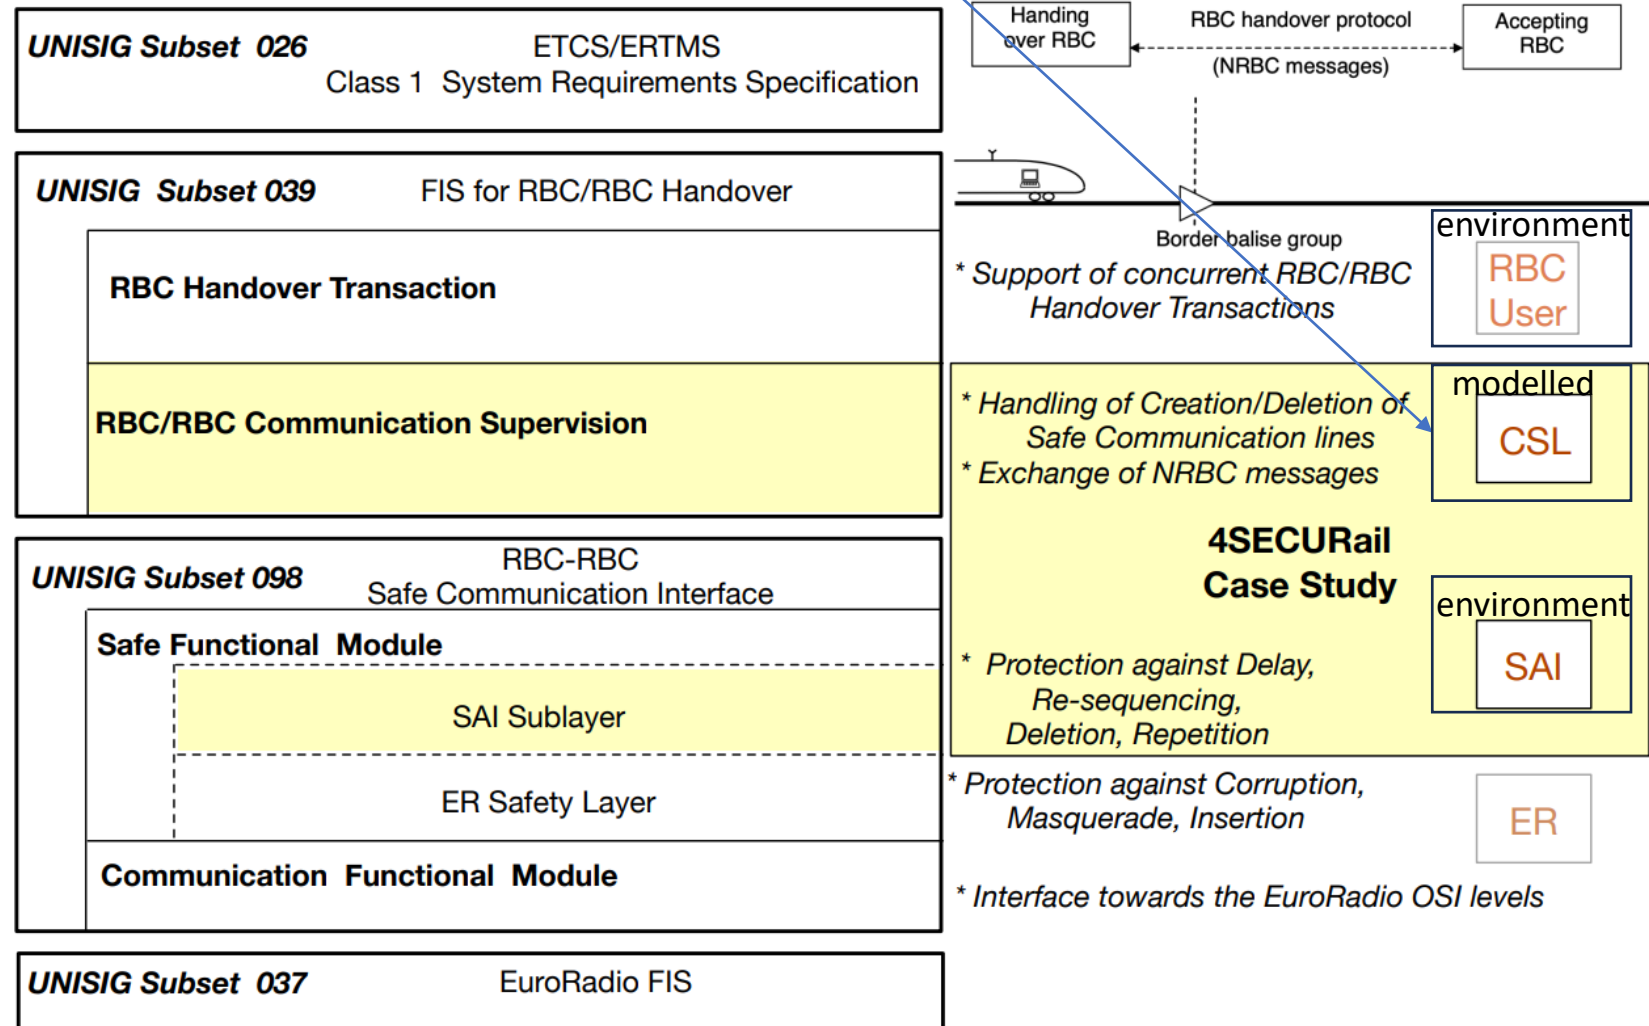 UNISIG Subset 026
ETCS/ERTMS
Class 1 System Requirements Specification
Handing
over RBC
RBC handover protocol
(NRBC messages)
Accepting
RBC
UNISIG Subset 039
FIS for RBC/RBC Handover
RBC Handover Transaction
RBC/RBC Communication Supervision
Border balise group
* Support of concurrent RBC/RBC
Handover Transactions
environment
RBC
User
* Handling of Creation/Deletion of
Safe Communication lines
* Exchange of NRBC messages
modelled
CSL
4SECURail
Case Study
UNISIG Subset 098
RBC-RBC
Safe Communication Interface
Safe Functional Module
SAI Sublayer
ER Safety Layer
Communication Functional Module
environment
SAI
* Protection against Delay,
Re-sequencing,
Deletion, Repetition
* Protection against Corruption,
Masquerade, Insertion
ER
* Interface towards the EuroRadio OSI levels
UNISIG Subset 037
EuroRadio FIS